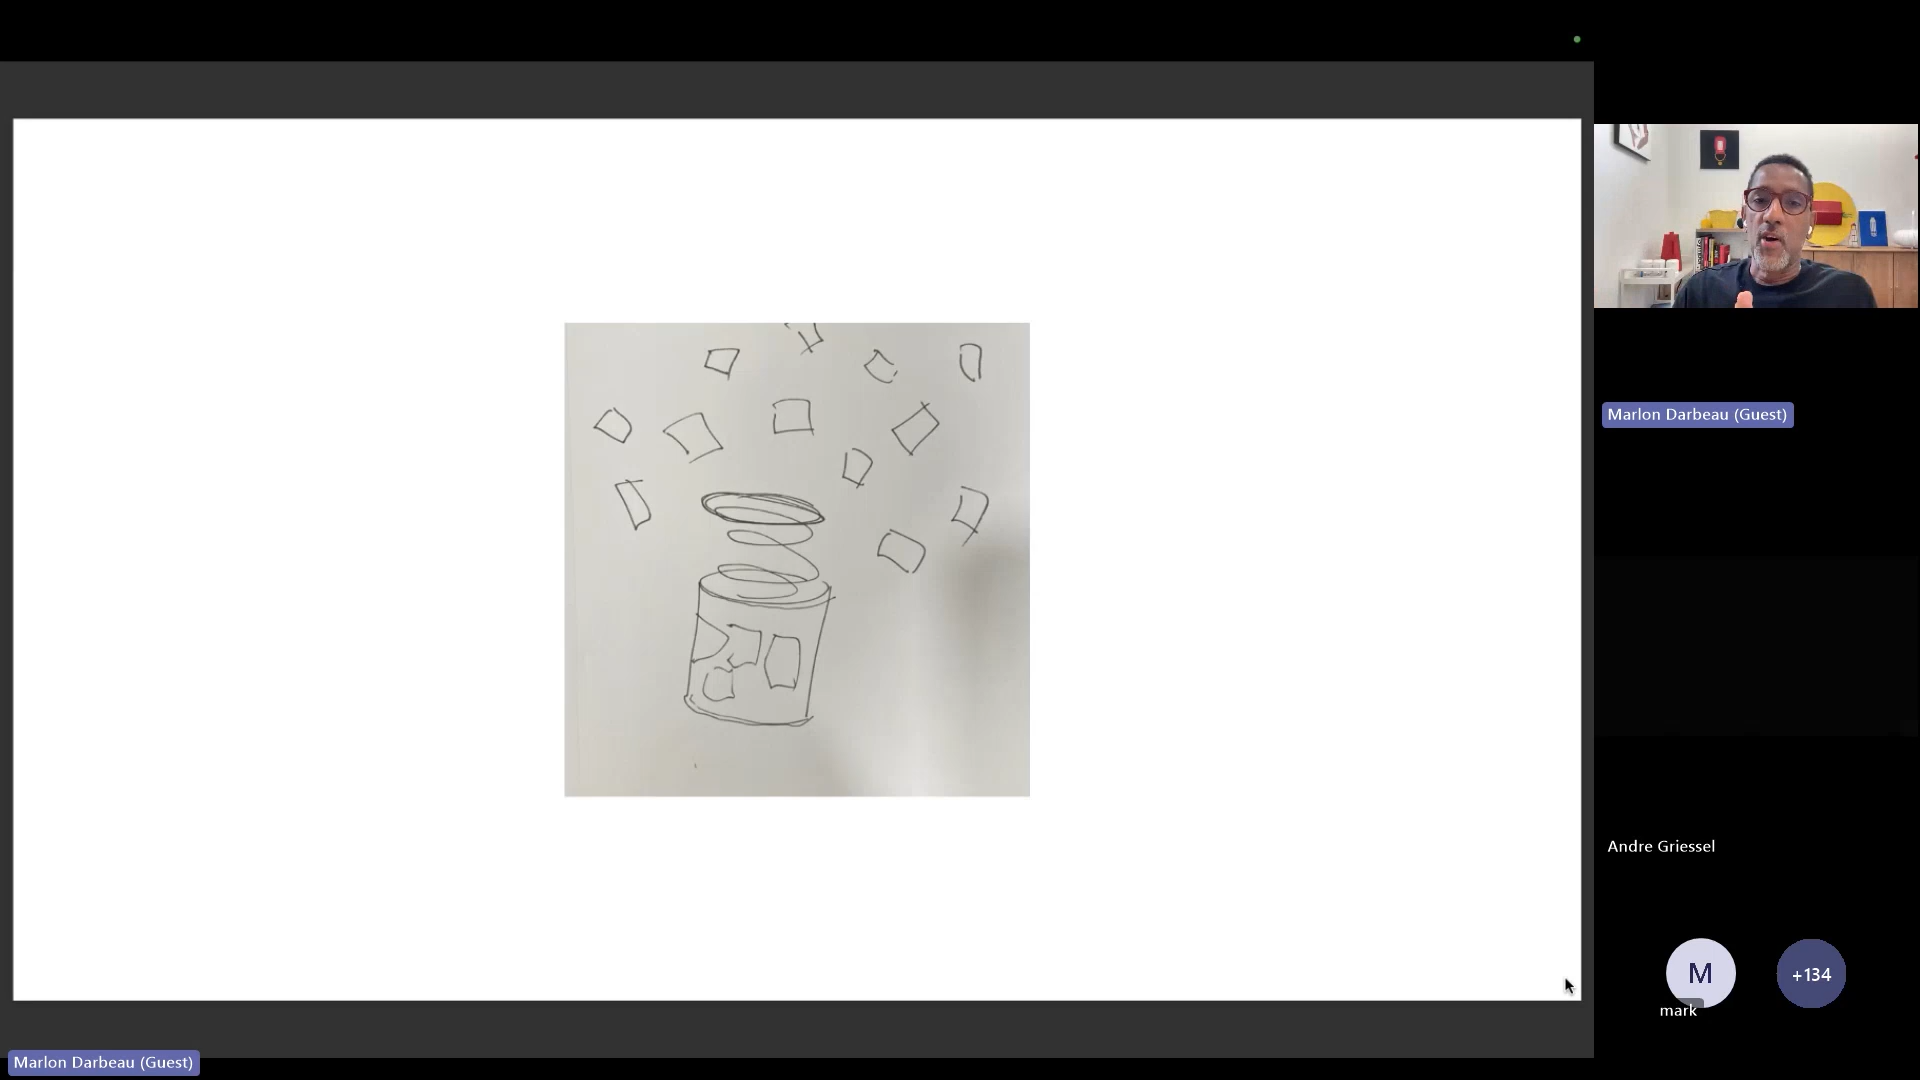 Marlon Darbeau (Guest)
Andre Griessel
M
+134
mark
Marlon Darbeau (Guest)